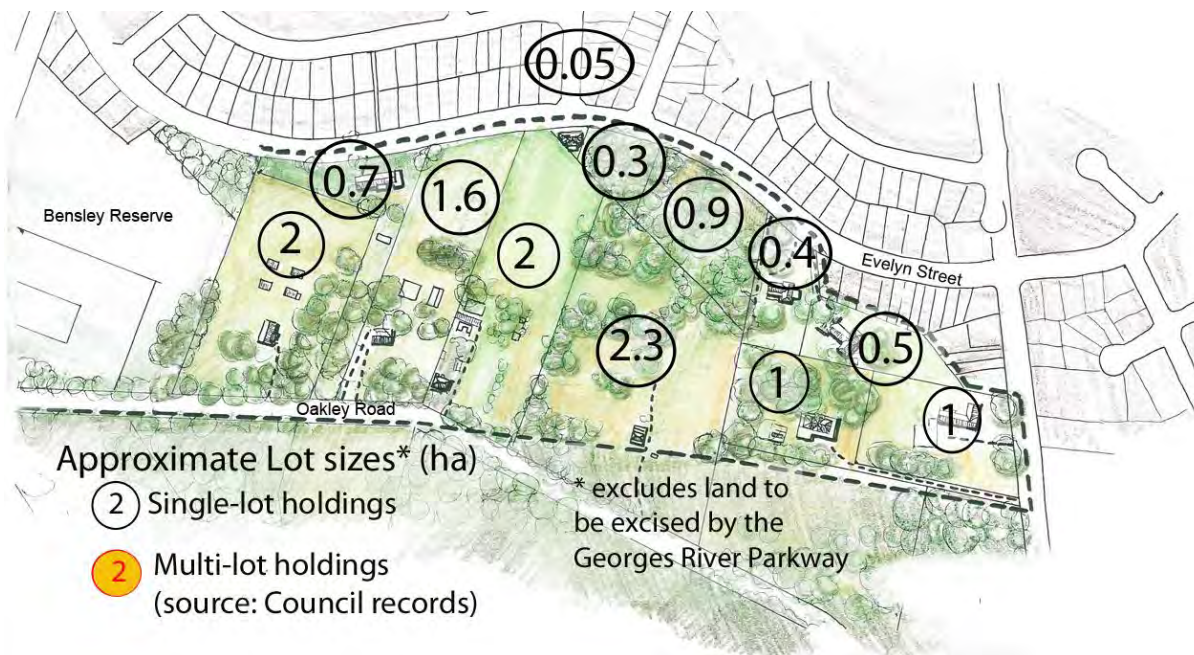 0.05
0.3
0.7
1.6
0.9
Bensley Reserve
2
2
0.4
Evelyn Street
2.3
0.5
1
Oakley Road
1
Approximate Lot sizes* (ha)
2 Single-lot holdings
* excludes land to
be excised by the
Georges River Parkway
2 Multi-lot holdings
(source: Council records)